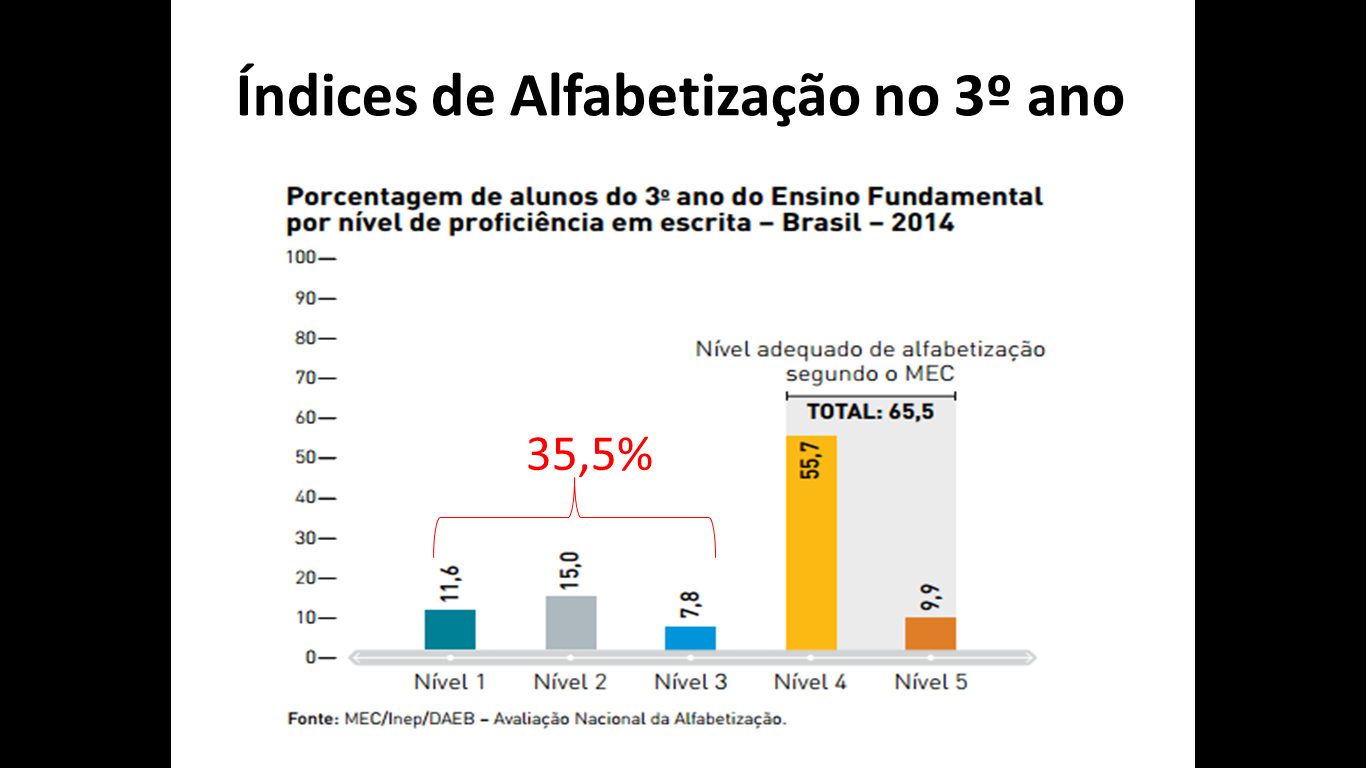 Índices de Alfabetização no 3º ano
Porcentagem de alunos do 3º ano do Ensino Fundamental
por nível de proficiência em escrita – Brasil – 2014
100
90
80
70
60
50
40
30
20
10
0
Nível adequado de alfabetização
segundo o MEC
TOTAL: 65,5
35,5%
11,6
15,0
7,8
55,7
9,9
Nível 1
Nível 2
Nível 3
Nível 4
Nível 5
Fonte: MEC/Inep/DAEB – Avaliação Nacional da Alfabetização.